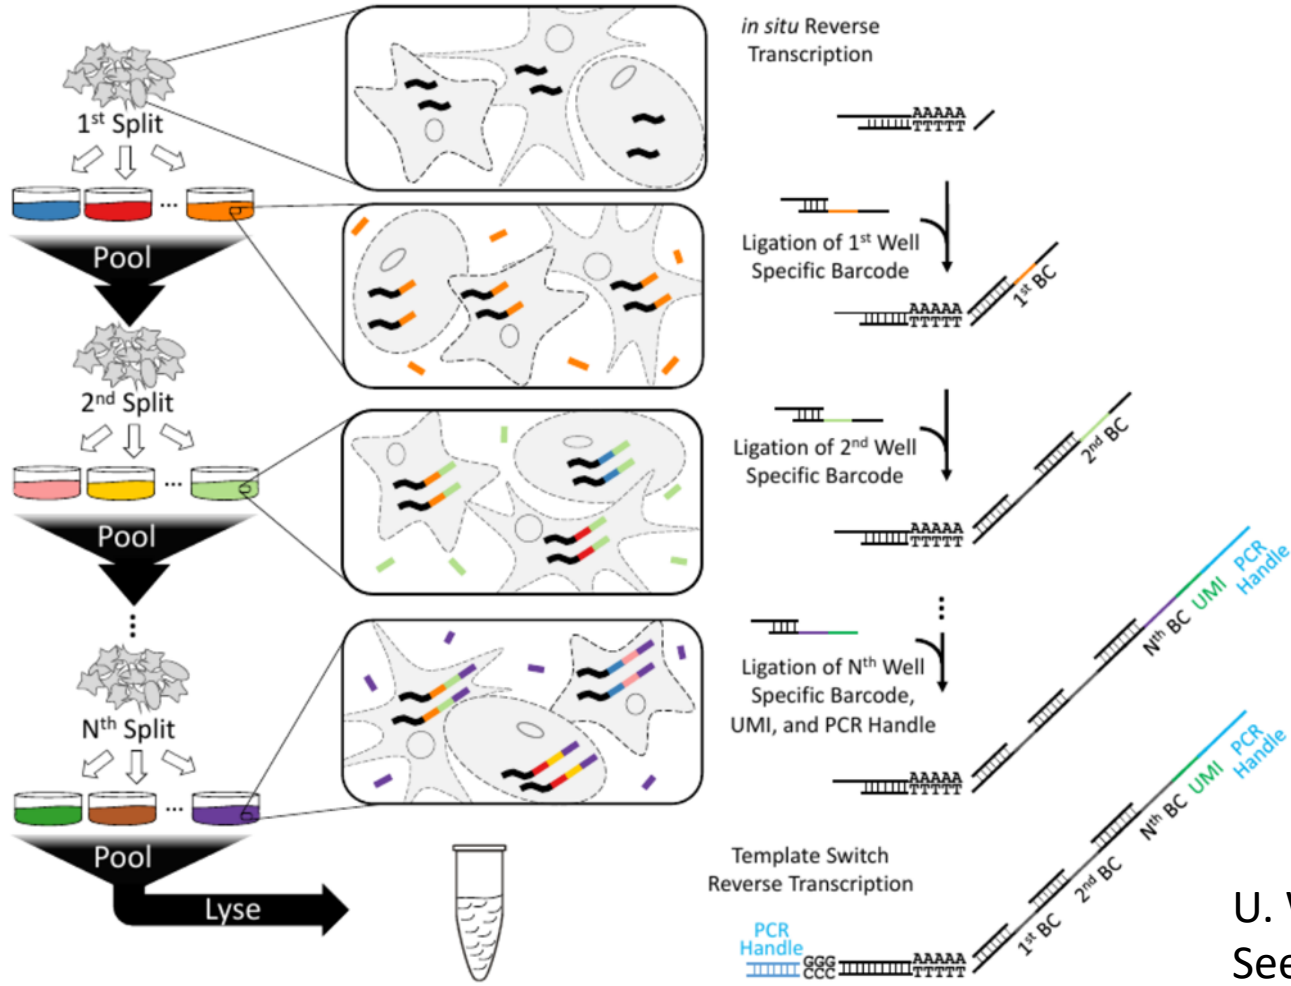 1st Split
...
Pool
2nd Split
...
Pool
Nth Split
...
Pool
Lyse
in situ Reverse
Transcription
AAAAA
TTTTT
Ligation of 1st Well
Specific Barcode
AAAAA
TTTTT
1st BC
Ligation of 2nd Well
Specific Barcode
AAAAA
TTTTT
2nd BC
Ligation of Nth Well
Specific Barcode,
UMI, and PCR Handle
AAAAA
TTTTT
Nth BC
UMI
PCR
Handle
Template Switch
Reverse Transcription
PCR
Handle
GGG
CCC
AAAAA
TTTTT
1st BC
2nd BC
Nth BC
UMI
PCR
Handle
U.
See